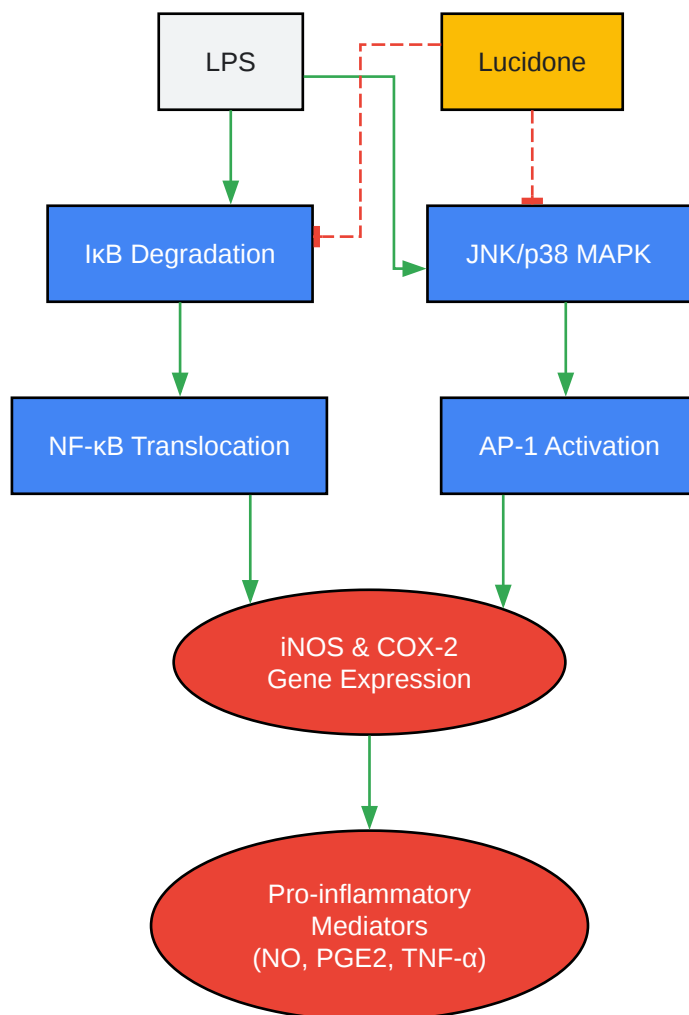 LPS
Lucidone
IκB Degradation
JNK/p38 MAPK
NF-κB Translocation
AP-1 Activation
iNOS & COX-2
Gene Expression
Pro-inflammatory
Mediators
(NO, PGE2, TNF-α)